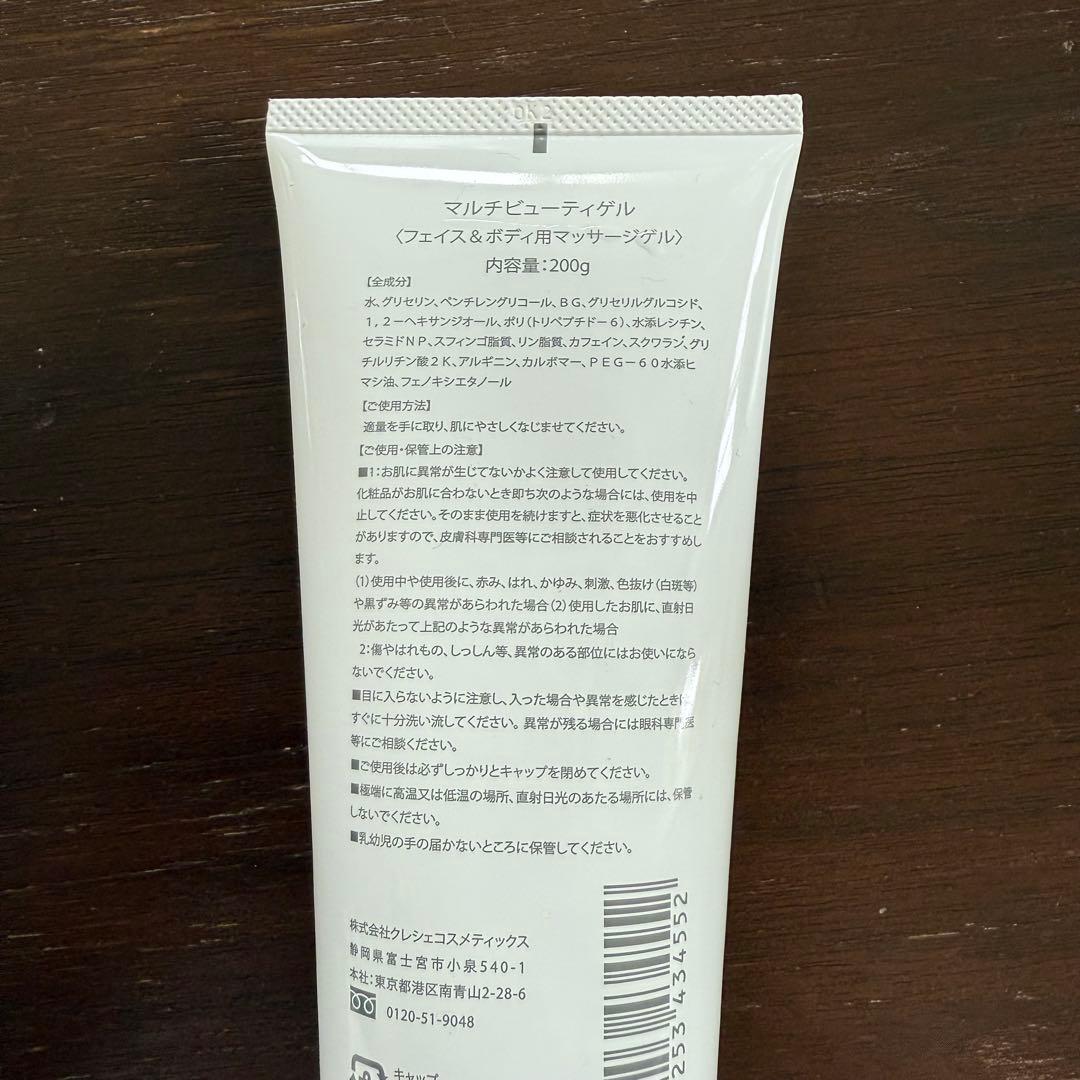 OK2
マルチビューティゲル
〈フェイス＆ボディ用マッサージゲル〉
内容量：200g
【全成分】
水、グリセリン、ペンチレングリコール、ＢＧ、グリセリルグルコシド、
１，２－ヘキサンジオール、ポリ（トリペプチド－６）、水添レシチン、
セラミドＮＰ、スフィンゴ脂質、リン脂質、カフェイン、スクワラン、グリ
チルリチン酸２Ｋ、アルギニン、カルボマー、ＰＥＧ－６０水添ヒ
マシ油、フェノキシエタノール
【ご使用方法】
適量を手に取り、肌にやさしくなじませてください。
【ご使用・保管上の注意】
■1：お肌に異常が生じてないかよく注意して使用してください。
化粧品がお肌に合わないとき即ち次のような場合には、使用を中
止してください。そのまま使用を続けますと、症状を悪化させること
がありますので、皮膚科専門医等にご相談されることをおすすめし
ます。
（1）使用中や使用後に、赤み、はれ、かゆみ、刺激、色抜け（白斑等）
や黒ずみ等の異常があらわれた場合（2）使用したお肌に、直射日
光があたって上記のような異常があらわれた場合
2：傷やはれもの、しっしん等、異常のある部位にはお使いになら
ないでください。
■目に入らないように注意し、入った場合や異常を感じたときは、
すぐに十分洗い流してください。異常が残る場合には眼科専門医
等にご相談ください。
■ご使用後は必ずしっかりとキャップを閉めてください。
■極端に高温又は低温の場所、直射日光のあたる場所には、保管
しないでください。
■乳幼児の手の届かないところに保管してください。
株式会社クレシェコスメティックス
静岡県富士宮市小泉540-1
本社：東京都港区南青山2-28-6
0120-51-9048
キャップ
253 434552